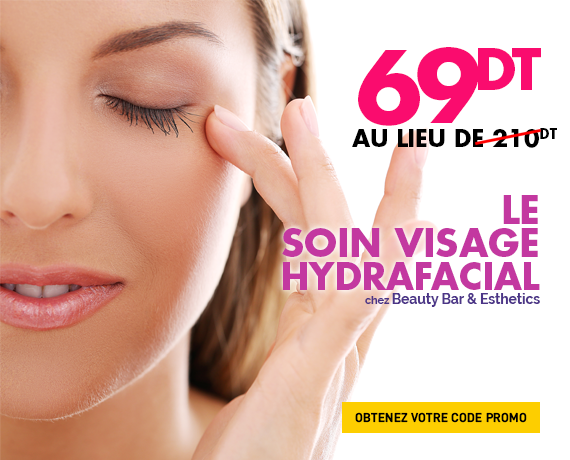 69DT
AU LIEU DE 210DT
LE
SOIN VISAGE
HYDRAFACIAL
chez Beauty Bar & Esthetics
OBTENEZ VOTRE CODE PROMO